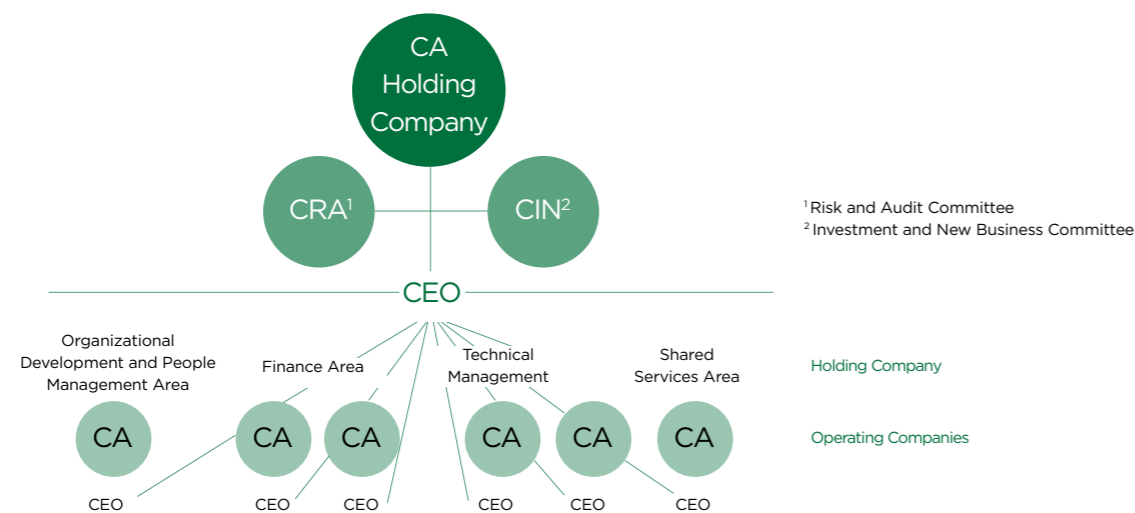 CA
Holding
Company
CRA¹
CIN²
¹ Risk and Audit Committee
² Investment and New Business Committee
CEO
Organizational
Development and People
Management Area
Finance Area
Technical
Management
Shared
Services Area
Holding Company
CA
CA
CA
CA
CA
CA
Operating Companies
CEO
CEO
CEO
CEO
CEO
CEO